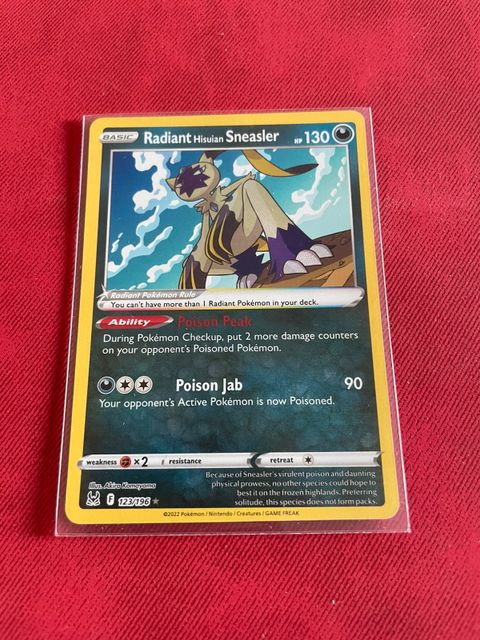 BASIC Radiant Hisuian Sneasler HP 130
Radiant Pokémon Rule
You can't have more than 1 Radiant Pokémon in your deck.
Ability Poison Peak
During Pokémon Checkup, put 2 more damage counters
on your opponent's Poisoned Pokémon.
Poison Jab 90
Your opponent's Active Pokémon is now Poisoned.
weakness ×2 resistance retreat
Illus. Akira Komayama
F 123/196
Because of Sneasler's virulent poison and daunting
physical prowess, no other species could hope to
best it on the frozen highlands. Preferring
solitude, this species does not form packs.
©2022 Pokémon / Nintendo / Creatures / GAME FREAK